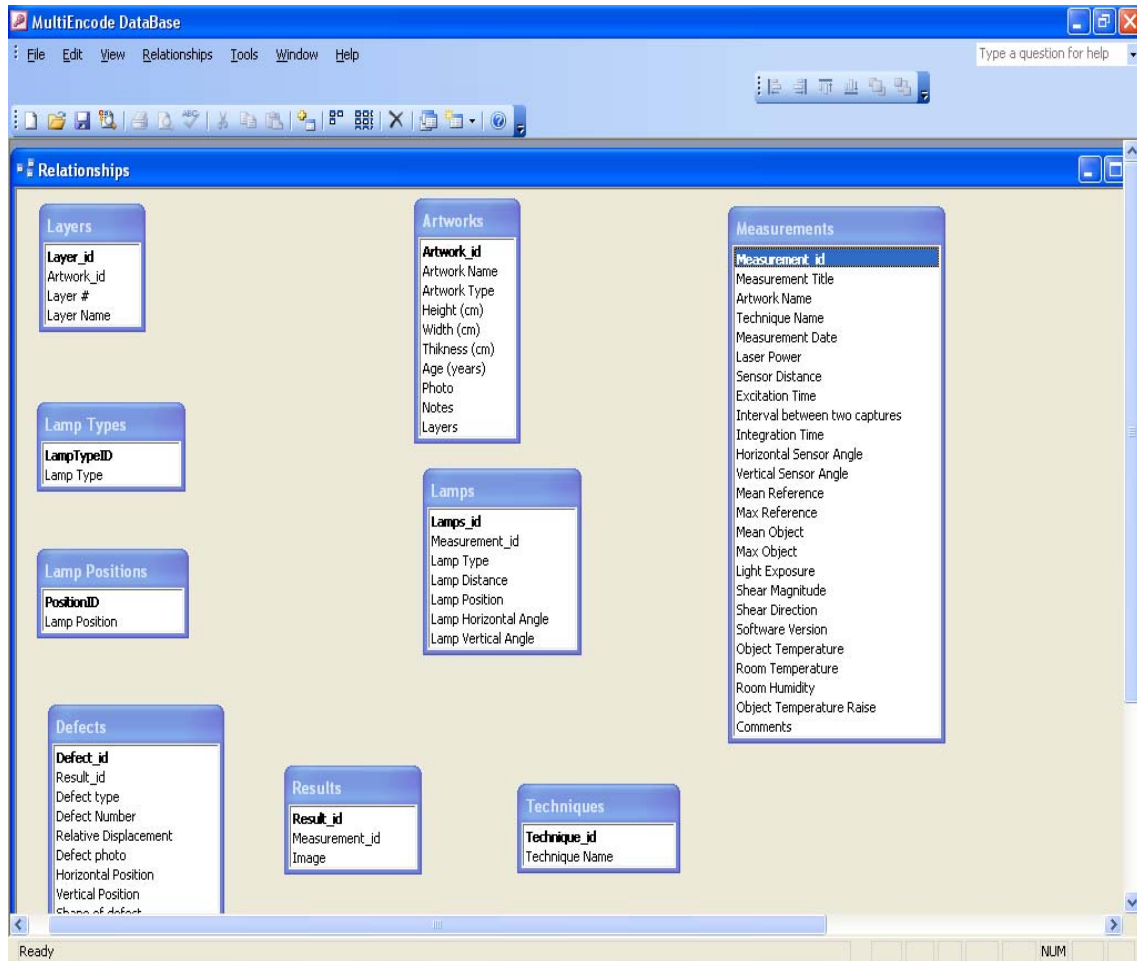 MultiEncode DataBase
File Edit View Relationships Tools Window Help
Type a question for help
Relationships
Layers
Layer_id
Artwork_id
Layer #
Layer Name
Artworks
Artwork_id
Artwork Name
Artwork Type
Height (cm)
Width (cm)
Thikness (cm)
Age (years)
Photo
Notes
Layers
Measurements
Measurement_id
Measurement Title
Artwork Name
Technique Name
Measurement Date
Laser Power
Sensor Distance
Excitation Time
Interval between two captures
Integration Time
Horizontal Sensor Angle
Vertical Sensor Angle
Mean Reference
Max Reference
Mean Object
Max Object
Light Exposure
Shear Magnitude
Shear Direction
Software Version
Object Temperature
Room Temperature
Room Humidity
Object Temperature Raise
Comments
Lamp Types
LampTypeID
Lamp Type
Lamps
Lamps_id
Measurement_id
Lamp Type
Lamp Distance
Lamp Position
Lamp Horizontal Angle
Lamp Vertical Angle
Lamp Positions
PositionID
Lamp Position
Defects
Defect_id
Result_id
Defect type
Defect Number
Relative Displacement
Defect photo
Horizontal Position
Vertical Position
Shape of defect
Results
Result_id
Measurement_id
Image
Techniques
Technique_id
Technique Name
Ready
NUM